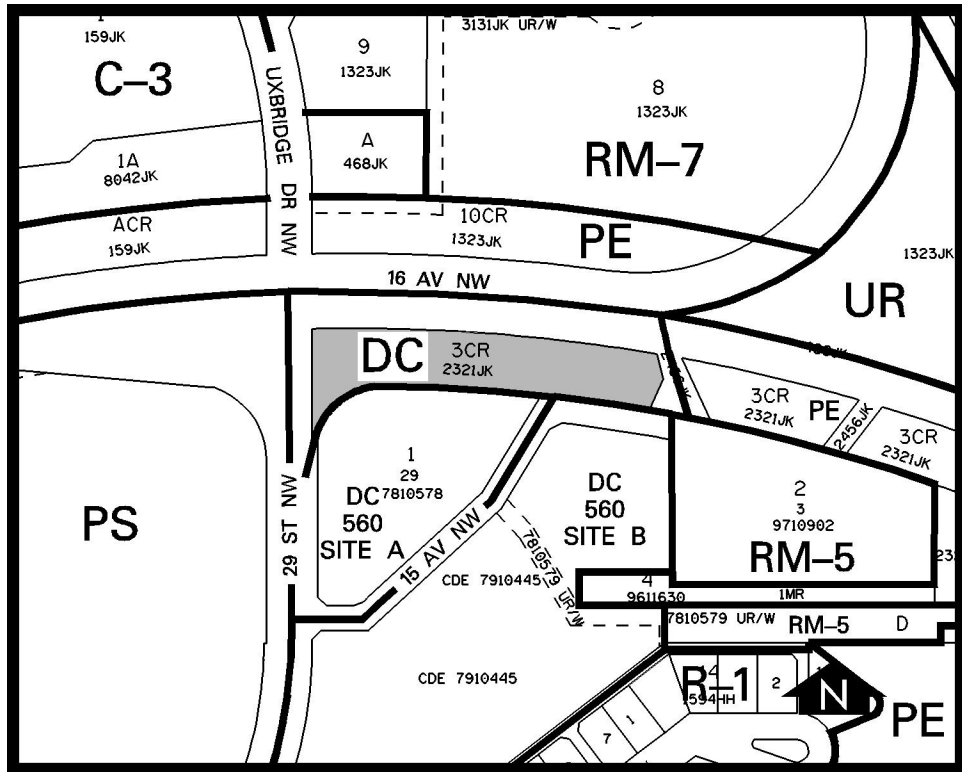 159JK
C–3
1A
8042JK
ACR
159JK
UXBRIDGE DR NW
9
1323JK
A
468JK
3131JK UR/W
8
1323JK
RM–7
10CR
1323JK
PE
16 AV NW
1323JK
UR
DC
3CR
2321JK
3CR
2321JK
PE
2456JK
3CR
2321JK
PS
29 ST NW
1
29
7810578
DC
560
SITE A
15 AV NW
DC
560
SITE B
7810579 UR/W
CDE 7910445
2
3
9710902
RM–5
4
9611630
1MR
7810579 UR/W
RM–5
D
CDE 7910445
R–1
14
1594HH
2
1
7
N
PE